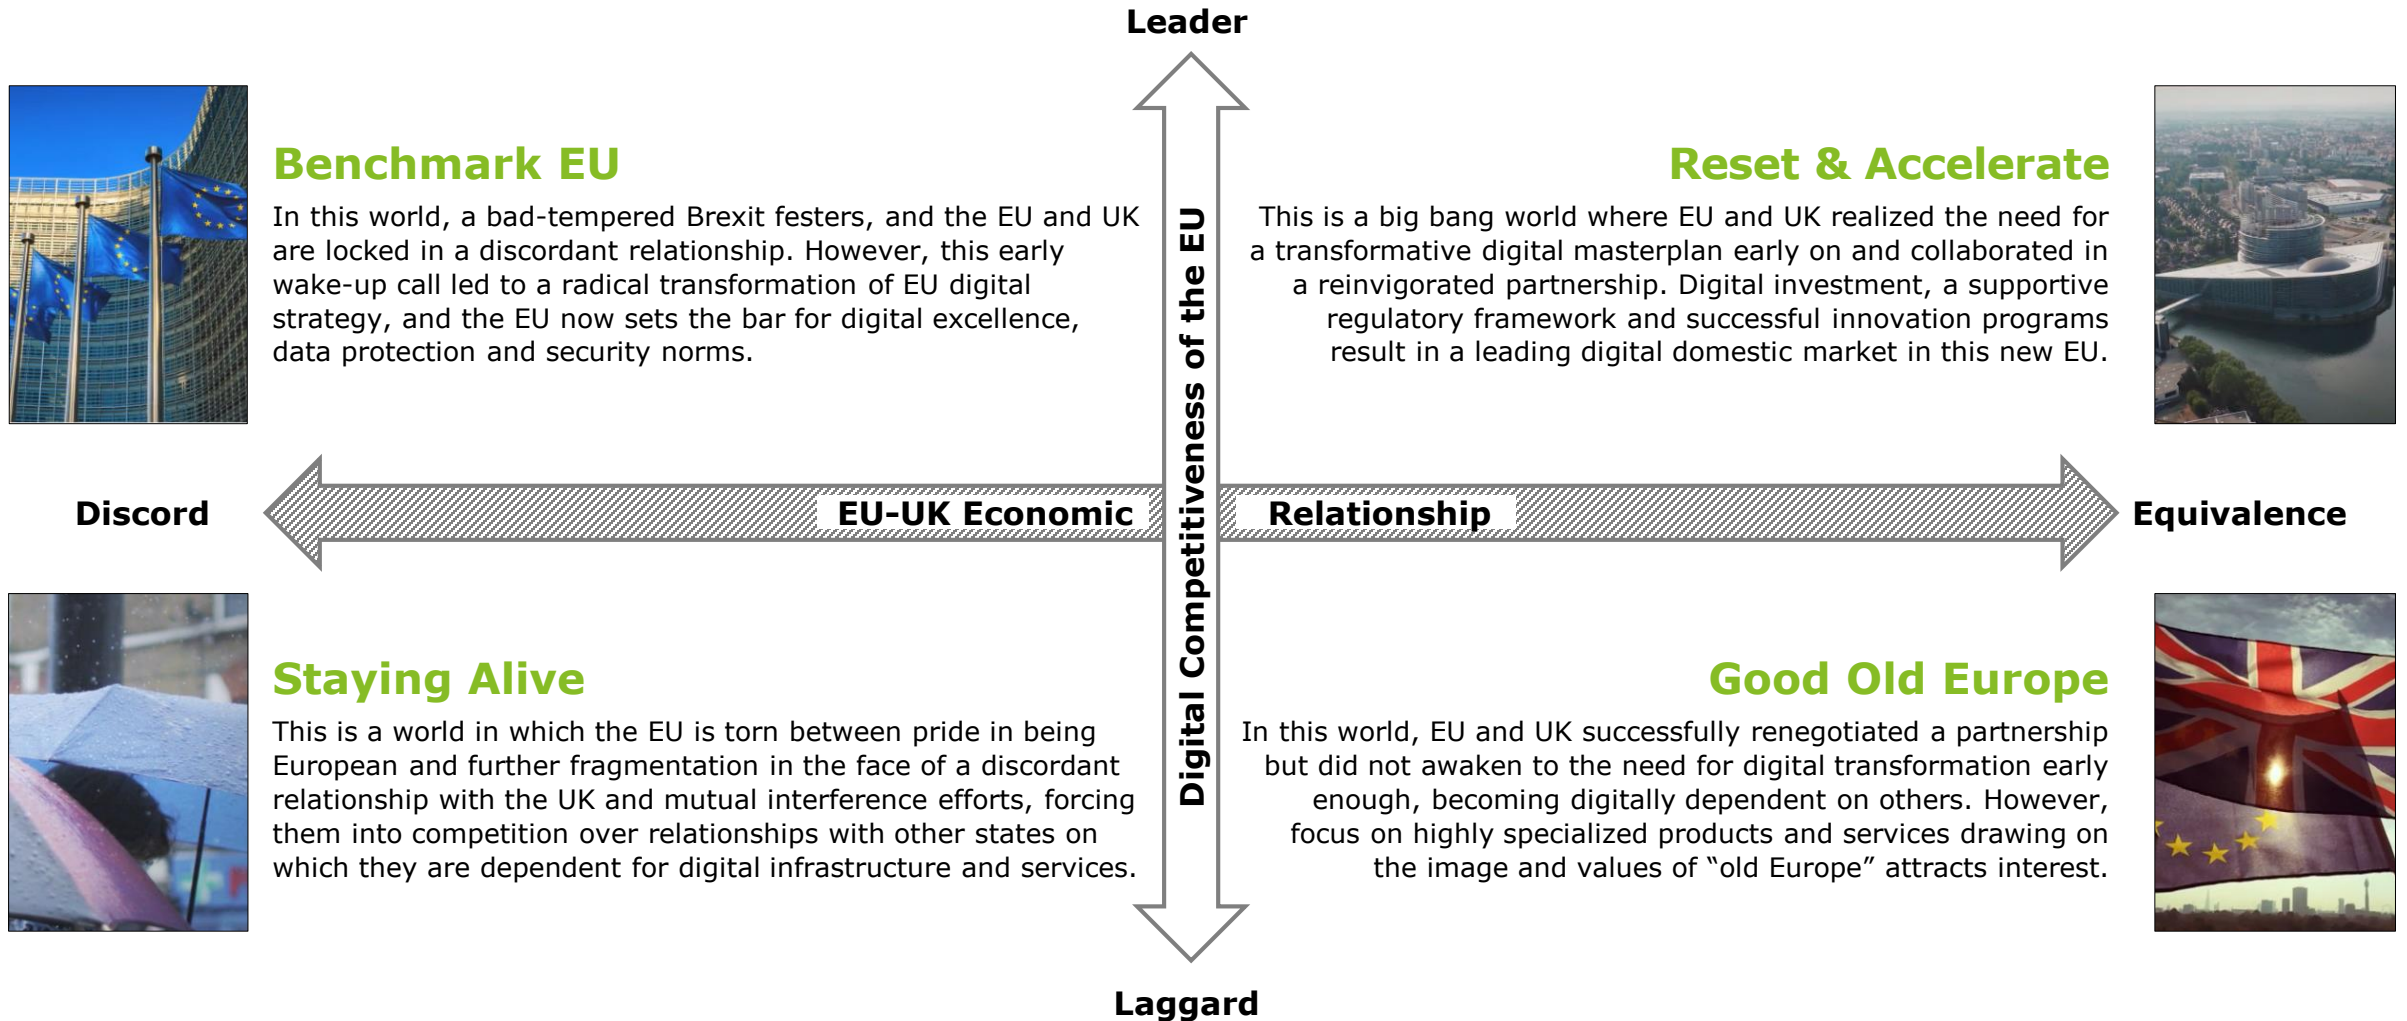 Leader
Benchmark EU
In this world, a bad-tempered Brexit festers, and the EU and UK
are locked in a discordant relationship. However, this early
wake-up call led to a radical transformation of EU digital
strategy, and the EU now sets the bar for digital excellence,
data protection and security norms.
Reset & Accelerate
This is a big bang world where EU and UK realized the need for
a transformative digital masterplan early on and collaborated in
a reinvigorated partnership. Digital investment, a supportive
regulatory framework and successful innovation programs
result in a leading digital domestic market in this new EU.
Digital Competitiveness of the EU
Discord
EU-UK Economic Relationship
Equivalence
Staying Alive
This is a world in which the EU is torn between pride in being
European and further fragmentation in the face of a discordant
relationship with the UK and mutual interference efforts, forcing
them into competition over relationships with other states on
which they are dependent for digital infrastructure and services.
Good Old Europe
In this world, EU and UK successfully renegotiated a partnership
but did not awaken to the need for digital transformation early
enough, becoming digitally dependent on others. However,
focus on highly specialized products and services drawing on
the image and values of “old Europe” attracts interest.
Laggard